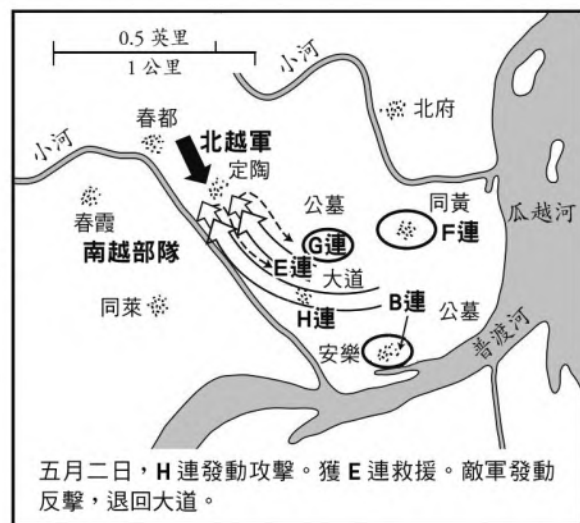 0.5 英里
1 公里
小河
北府
春都
小河
北越軍
定陶
春霞
公墓
同黃
瓜越河
F連
G連
南越部隊
E連
大道
同萊
H連
B連
公墓
安樂
普渡河
五月二日，H 連發動攻擊。獲 E 連救援。敵軍發動
反擊，退回大道。